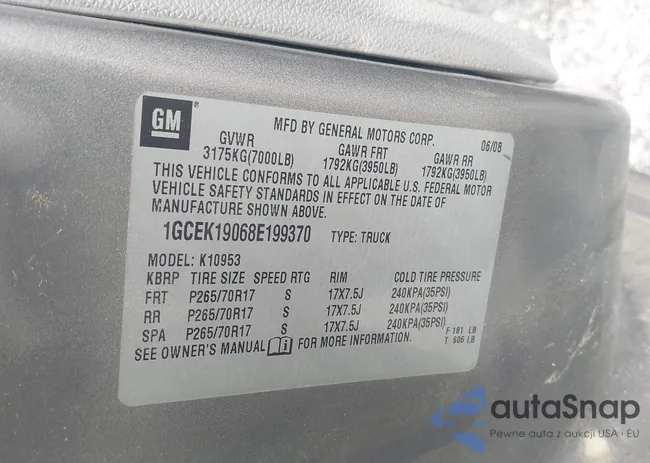 GM
MFD BY GENERAL MOTORS CORP. 06/08
GVWR GAWR FRT GAWR RR
3175KG(7000LB) 1792KG(3950LB) 1792KG(3950LB)
THIS VEHICLE CONFORMS TO ALL APPLICABLE U.S. FEDERAL MOTOR
VEHICLE SAFETY STANDARDS IN EFFECT ON THE DATE OF
MANUFACTURE SHOWN ABOVE.
1GCEK19068E199370 TYPE: TRUCK
MODEL: K10953
KBRP TIRE SIZE SPEED RTG RIM COLD TIRE PRESSURE
FRT P265/70R17 S 17X7.5J 240KPA(35PSI)
RR P265/70R17 S 17X7.5J 240KPA(35PSI)
SPA P265/70R17 S 17X7.5J 240KPA(35PSI)
SEE OWNER'S MANUAL i FOR MORE INFORMATION.
F 181 LB
T 606 LB
autaSnap
Pewne auta z aukcji USA i EU